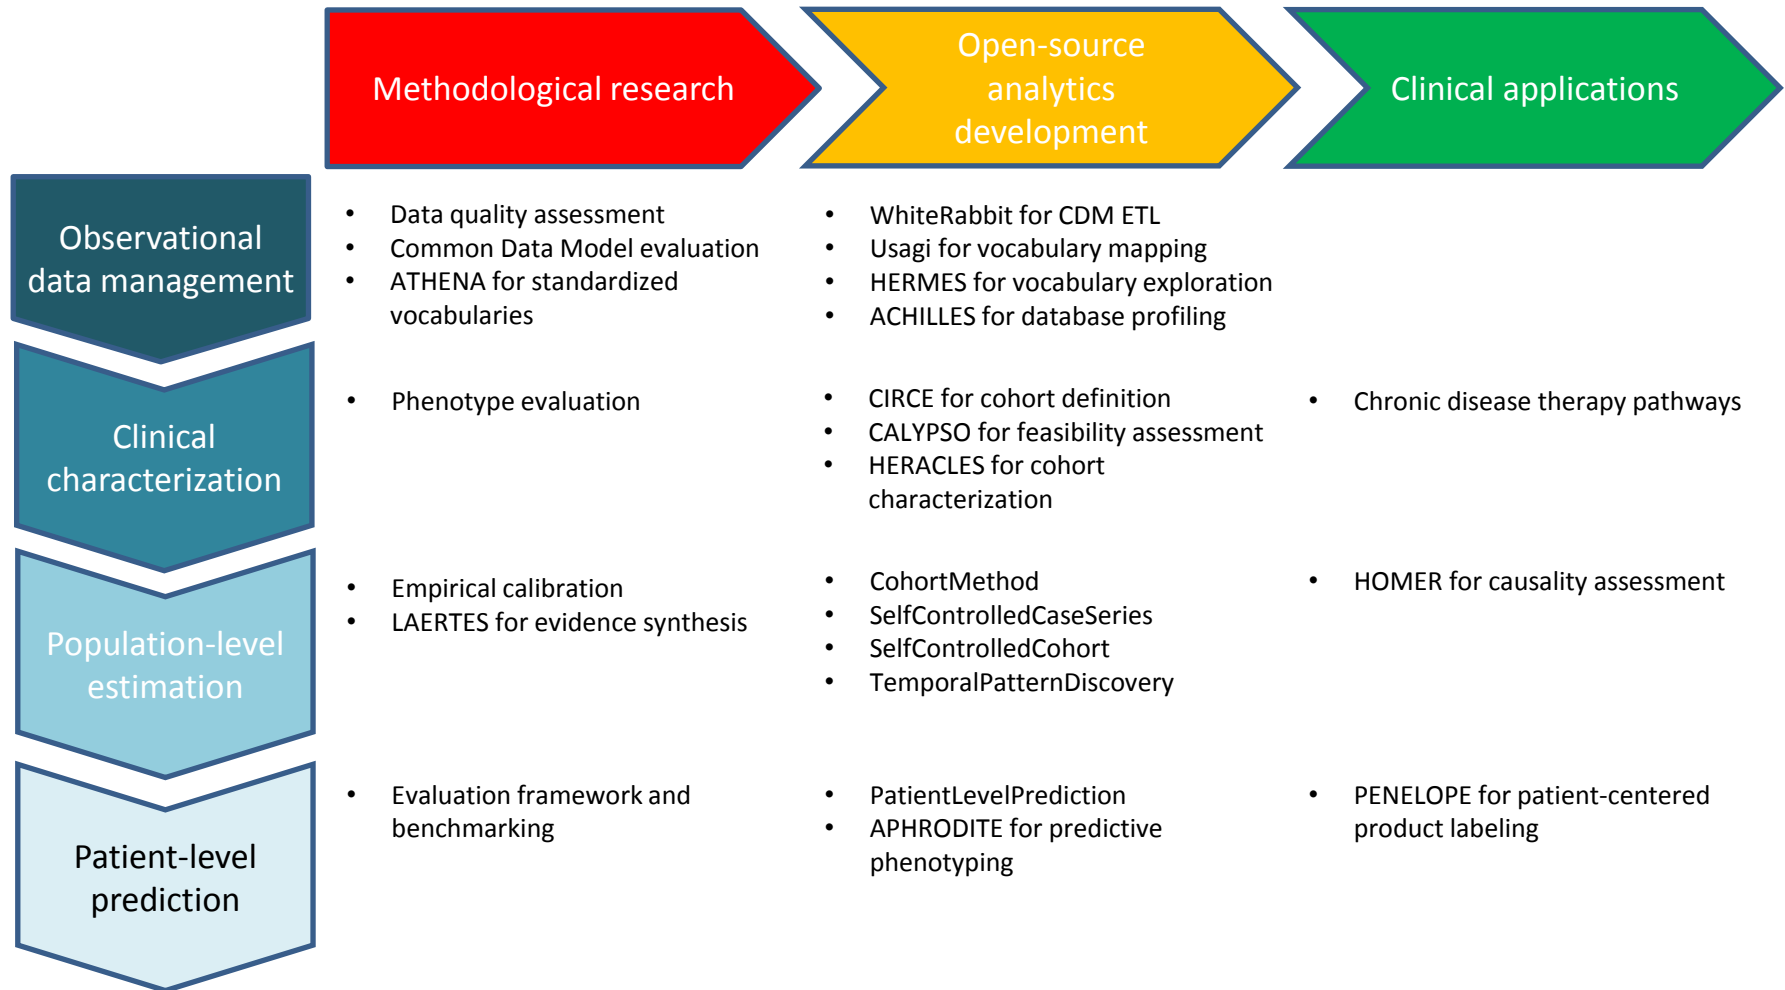 Methodological research
Open-source
analytics
development
Clinical applications
Observational
data management
• Data quality assessment
• Common Data Model evaluation
• ATHENA for standardized
vocabularies
• WhiteRabbit for CDM ETL
• Usagi for vocabulary mapping
• HERMES for vocabulary exploration
• ACHILLES for database profiling
Clinical
characterization
• Phenotype evaluation
• CIRCE for cohort definition
• CALYPSO for feasibility assessment
• HERACLES for cohort
characterization
• Chronic disease therapy pathways
Population-level
estimation
• Empirical calibration
• LAERTES for evidence synthesis
• CohortMethod
• SelfControlledCaseSeries
• SelfControlledCohort
• TemporalPatternDiscovery
• HOMER for causality assessment
Patient-level
prediction
• Evaluation framework and
benchmarking
• PatientLevelPrediction
• APHRODITE for predictive
phenotyping
• PENELOPE for patient-centered
product labeling